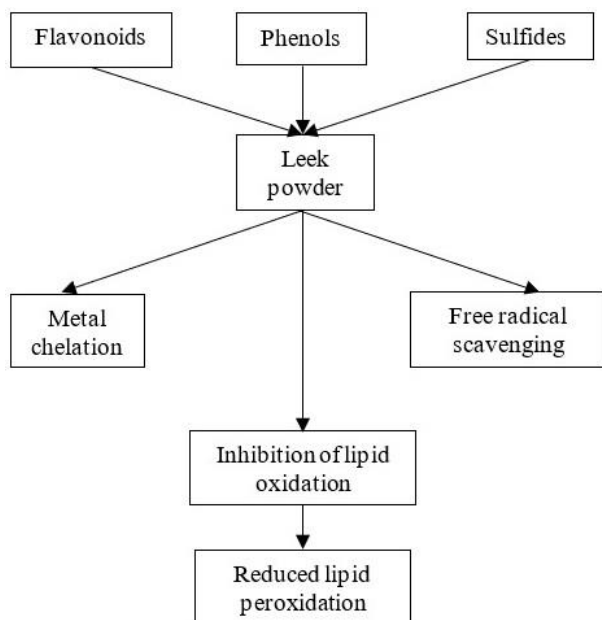 Flavonoids
Phenols
Sulfides
Leek
powder
Metal
chelation
Free radical
scavenging
Inhibition of lipid
oxidation
Reduced lipid
peroxidation